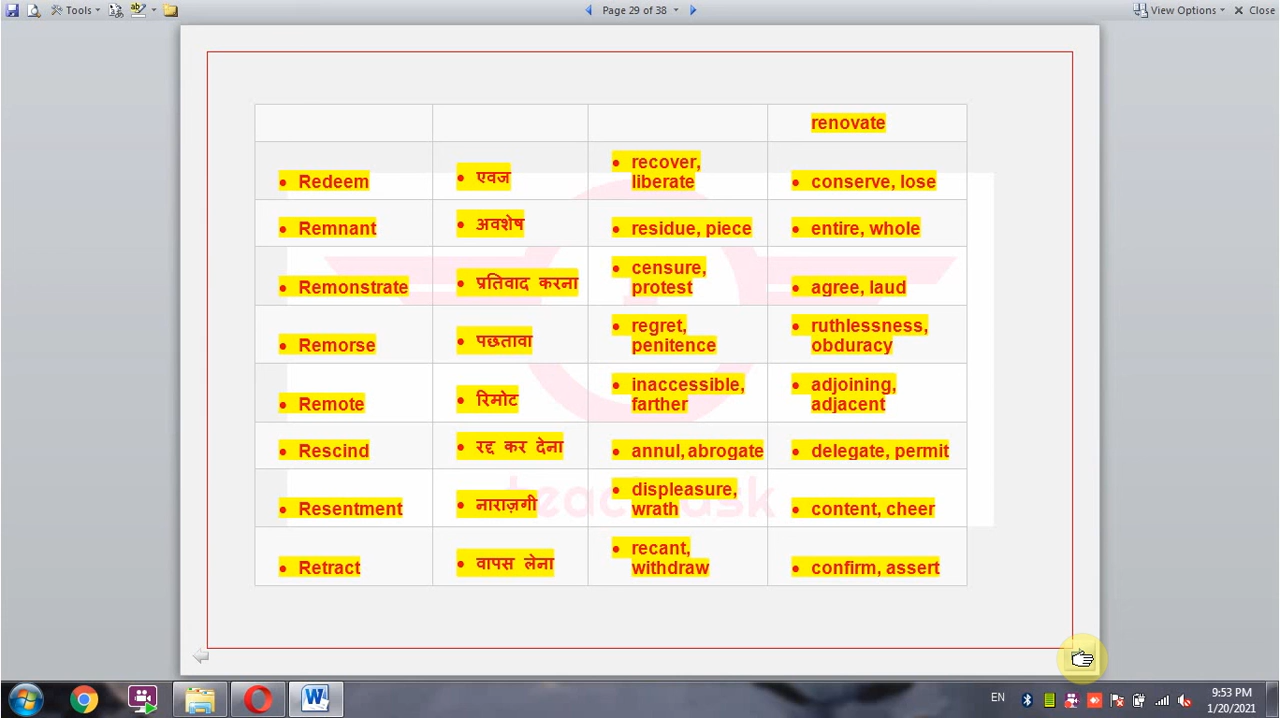 Tools
Page 29 of 38
View Options
Close
renovate
Redeem
एवज
recover,
liberate
conserve, lose
Remnant
अवशेष
residue, piece
entire, whole
Remonstrate
प्रतिवाद करना
censure,
protest
agree, laud
Remorse
पछतावा
regret,
penitence
ruthlessness,
obduracy
Remote
रिमोट
inaccessible,
farther
adjoining,
adjacent
Rescind
रद्द कर देना
annul, abrogate
delegate, permit
Resentment
नाराज़गी
displeasure,
wrath
content, cheer
Retract
वापस लेना
recant,
withdraw
confirm, assert
EN
9:53 PM
1/20/2021